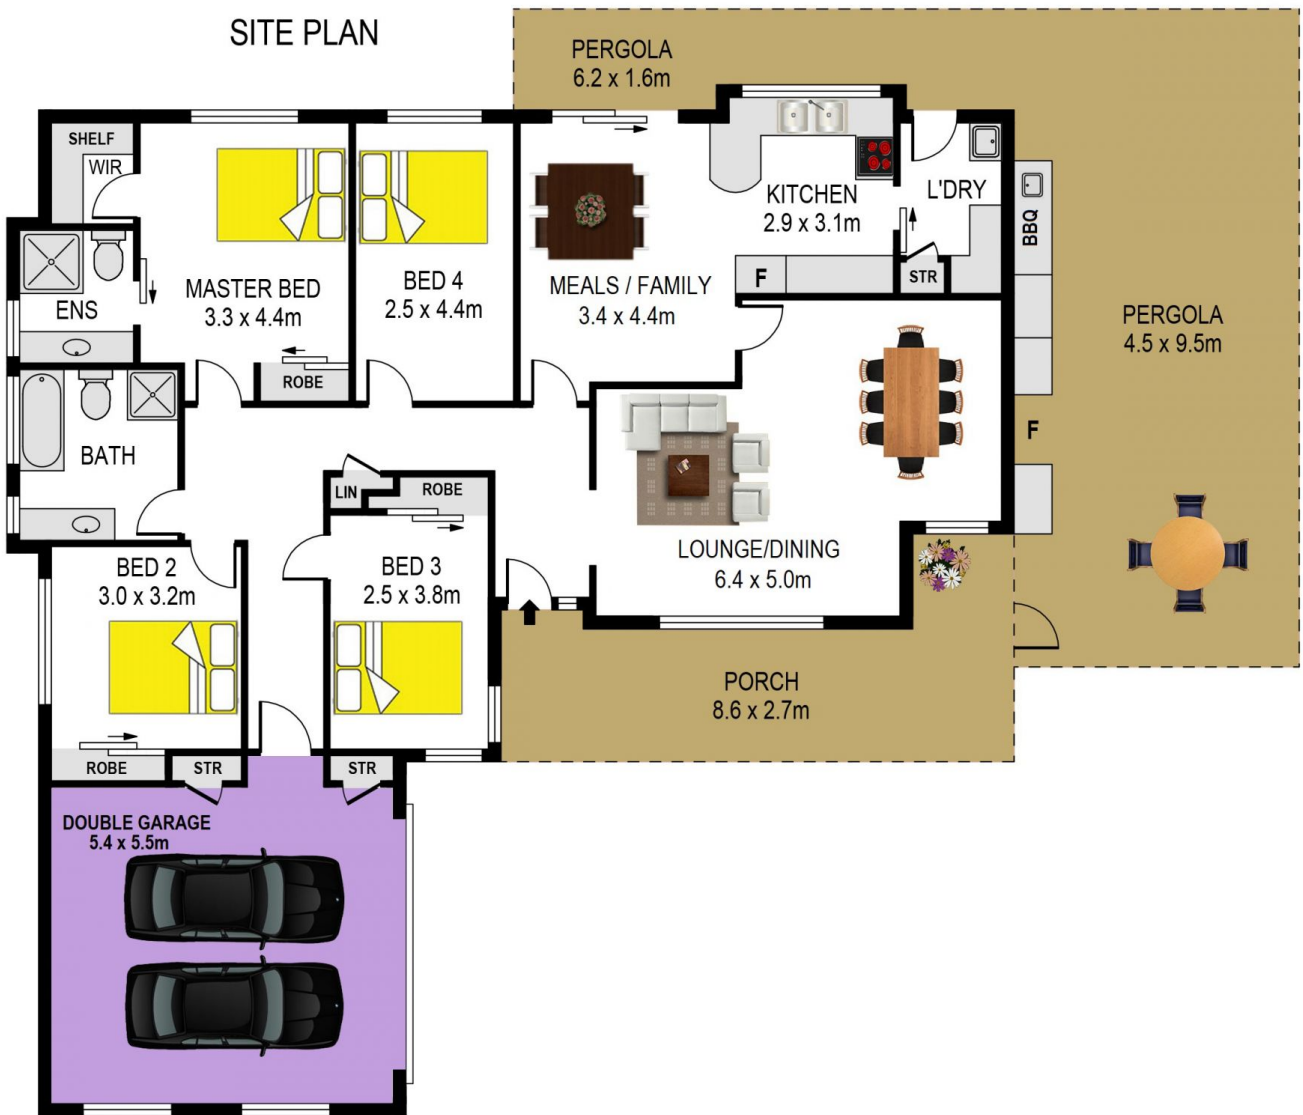 SITE PLAN
PERGOLA
6.2 x 1.6m
SHELF
WIR
KITCHEN
2.9 x 3.1m
L'DRY
BBQ
F
STR
ENS
MASTER BED
3.3 x 4.4m
BED 4
2.5 x 4.4m
MEALS / FAMILY
3.4 x 4.4m
PERGOLA
4.5 x 9.5m
ROBE
BATH
F
LIN
ROBE
LOUNGE/DINING
6.4 x 5.0m
BED 2
3.0 x 3.2m
BED 3
2.5 x 3.8m
PORCH
8.6 x 2.7m
ROBE
STR
STR
DOUBLE GARAGE
5.4 x 5.5m